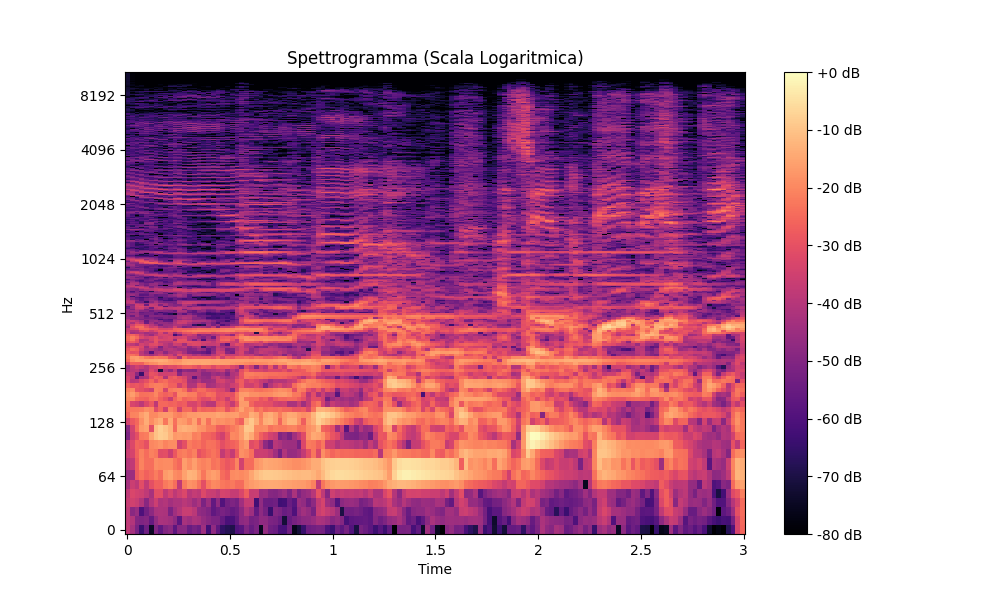 Spettrogramma (Scala Logaritmica)
Hz
8192
4096
2048
1024
512
256
128
64
0
0
0.5
1
1.5
2
2.5
3
Time
+0 dB
-10 dB
-20 dB
-30 dB
-40 dB
-50 dB
-60 dB
-70 dB
-80 dB